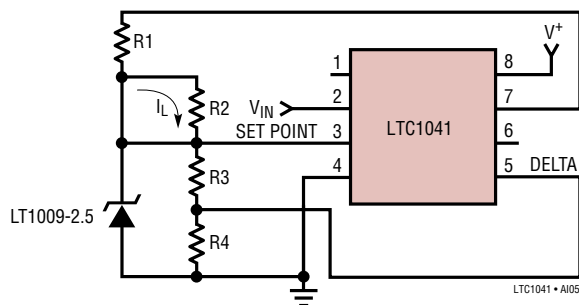 R1
V+
1
8
IL
R2
VIN
2
7
LTC1041
SET POINT
3
6
R3
4
5
DELTA
LT1009-2.5
R4
LTC1041 • AI05